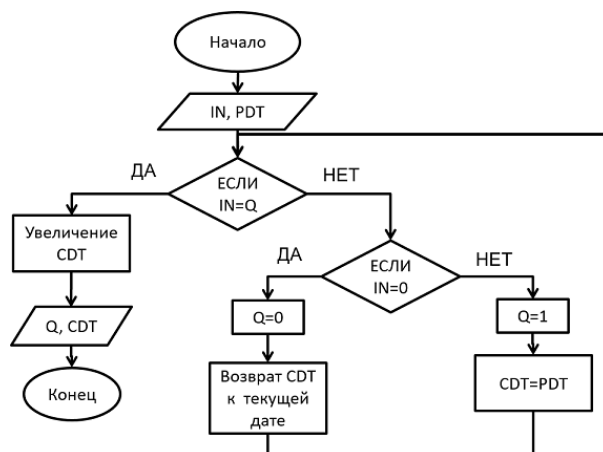 Начало
IN, PDT
ДА
ЕСЛИ
IN=Q
НЕТ
Увеличение
CDT
ДА
ЕСЛИ
IN=0
НЕТ
Q, CDT
Q=0
Q=1
Конец
Возврат CDT
к текущей
дате
CDT=PDT